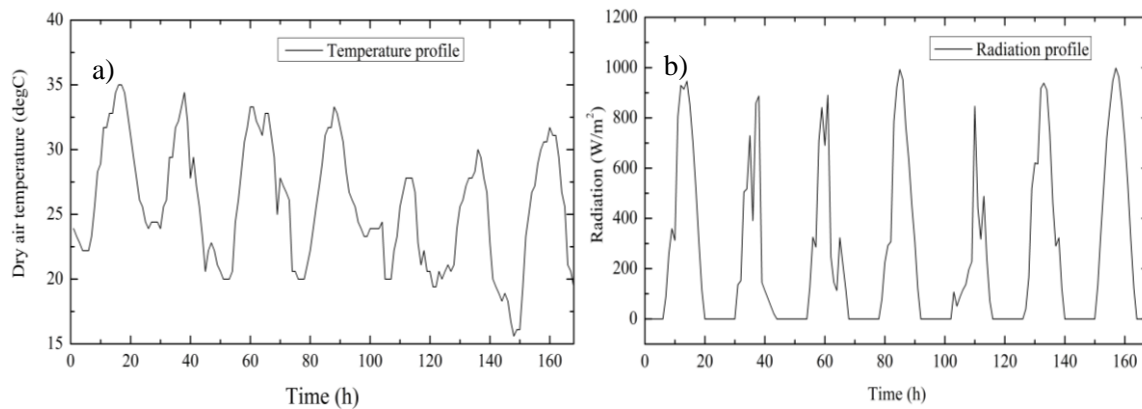 40
35
30
25
20
15
Dry air temperature (degC)
a)
Temperature profile
0 20 40 60 80 100 120 140 160
Time (h)
1200
1000
800
600
400
200
0
Radiation (W/m²)
b)
Radiation profile
0 20 40 60 80 100 120 140 160
Time (h)